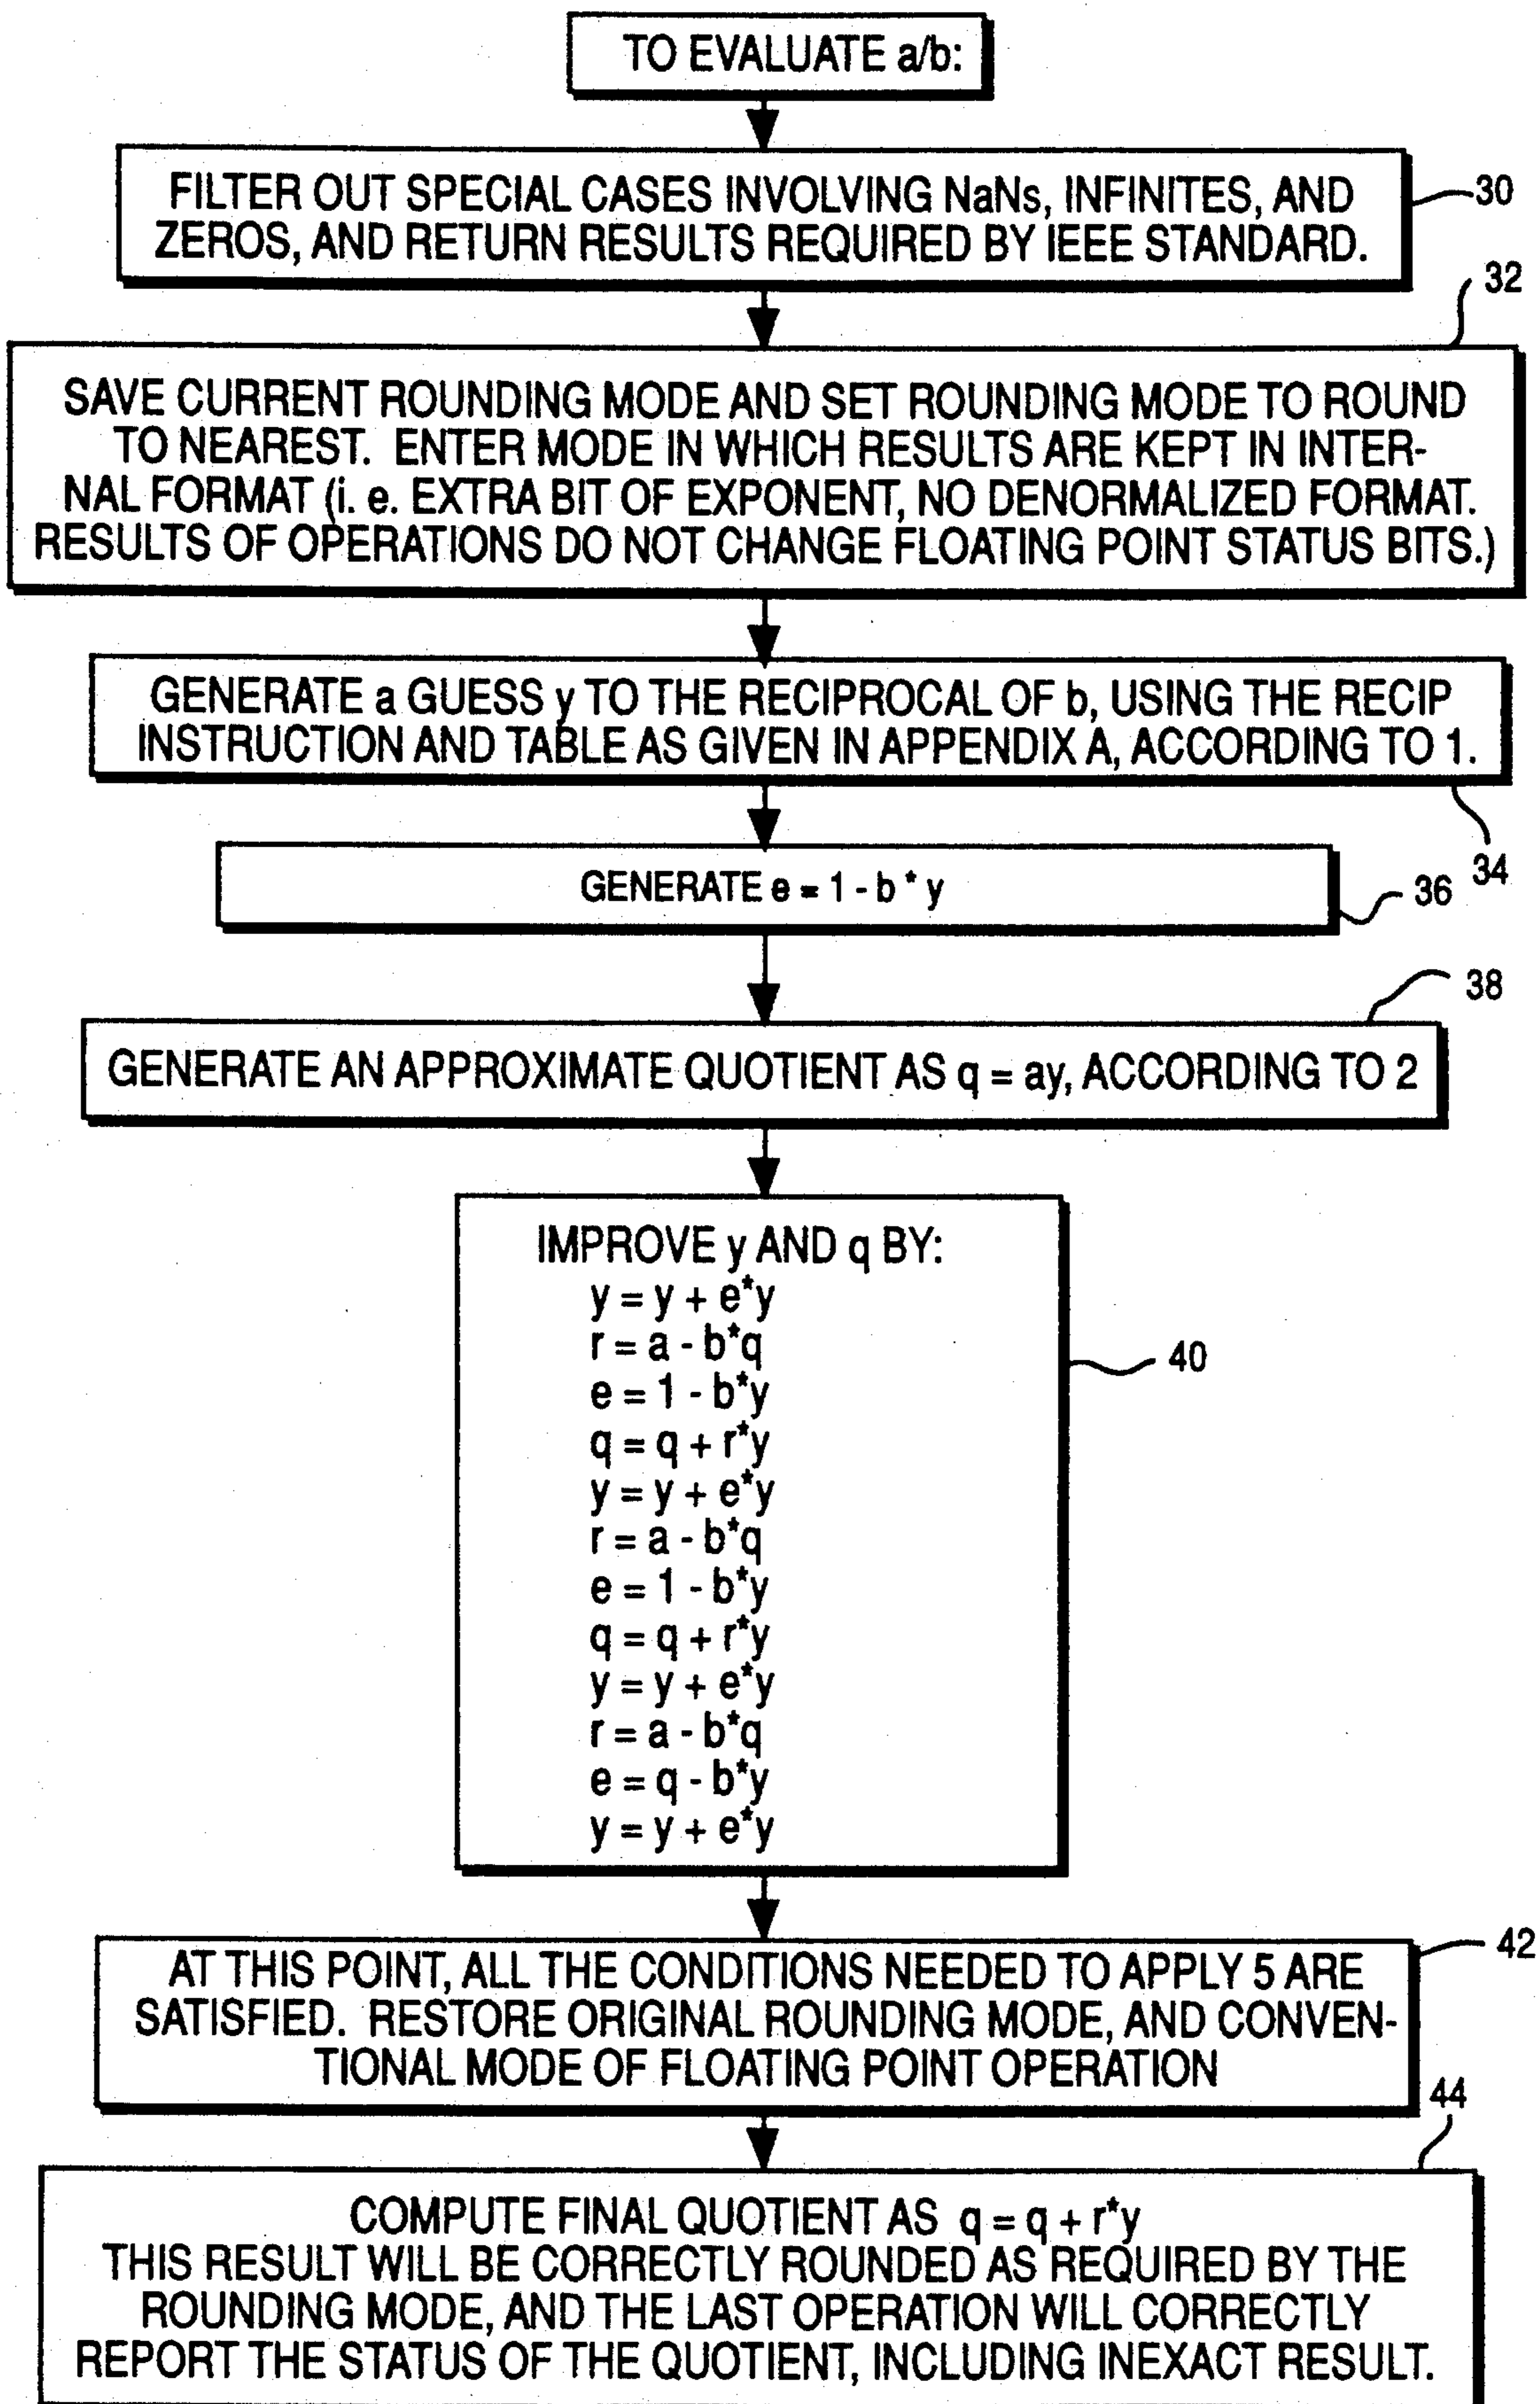 TO EVALUATE a/b:
FILTER OUT SPECIAL CASES INVOLVING NaNs, INFINITES, AND
ZEROS, AND RETURN RESULTS REQUIRED BY IEEE STANDARD.
30
32
SAVE CURRENT ROUNDING MODE AND SET ROUNDING MODE TO ROUND
TO NEAREST. ENTER MODE IN WHICH RESULTS ARE KEPT IN INTER-
NAL FORMAT (i. e. EXTRA BIT OF EXPONENT, NO DENORMALIZED FORMAT.
RESULTS OF OPERATIONS DO NOT CHANGE FLOATING POINT STATUS BITS.)
GENERATE a GUESS y TO THE RECIPROCAL OF b, USING THE RECIP
INSTRUCTION AND TABLE AS GIVEN IN APPENDIX A, ACCORDING TO 1.
34
GENERATE e = 1 - b * y
36
38
GENERATE AN APPROXIMATE QUOTIENT AS q = ay, ACCORDING TO 2
IMPROVE y AND q BY:
y = y + e*y
r = a - b*q
e = 1 - b*y
q = q + r*y
y = y + e*y
r = a - b*q
e = 1 - b*y
q = q + r*y
y = y + e*y
r = a - b*q
e = q - b*y
y = y + e*y
40
42
AT THIS POINT, ALL THE CONDITIONS NEEDED TO APPLY 5 ARE
SATISFIED. RESTORE ORIGINAL ROUNDING MODE, AND CONVEN-
TIONAL MODE OF FLOATING POINT OPERATION
44
COMPUTE FINAL QUOTIENT AS q = q + r*y
THIS RESULT WILL BE CORRECTLY ROUNDED AS REQUIRED BY THE
ROUNDING MODE, AND THE LAST OPERATION WILL CORRECTLY
REPORT THE STATUS OF THE QUOTIENT, INCLUDING INEXACT RESULT.